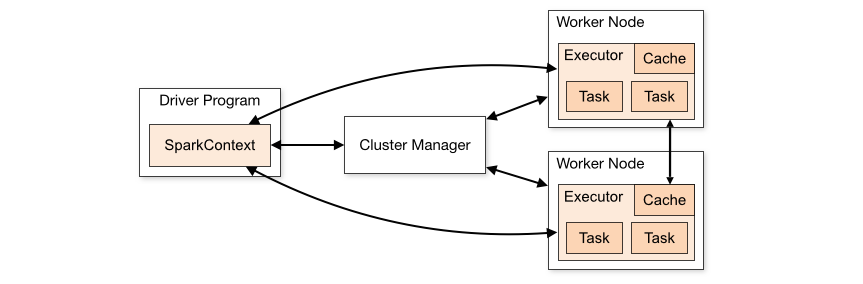 Driver Program
SparkContext
Cluster Manager
Worker Node
Executor
Cache
Task
Task
Worker Node
Executor
Cache
Task
Task